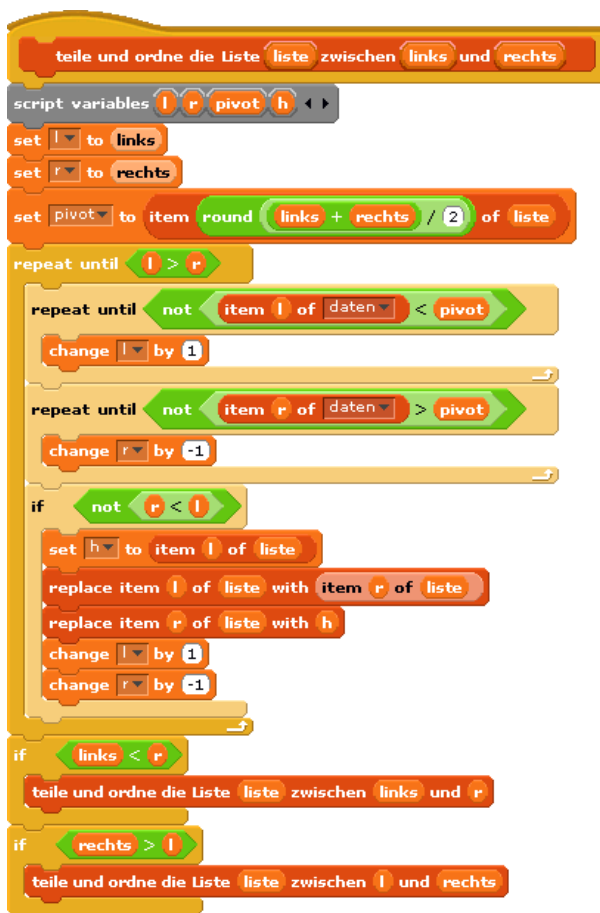 teile und ordne die Liste liste zwischen links und rechts
script variables l r pivot h
set l to links
set r to rechts
set pivot to item round links + rechts / 2 of liste
repeat until l > r
repeat until not item l of daten < pivot
change l by 1
repeat until not item r of daten > pivot
change r by -1
if not r < l
set h to item l of liste
replace item l of liste with item r of liste
replace item r of liste with h
change l by 1
change r by -1
if links < r
teile und ordne die Liste liste zwischen links und r
if rechts > l
teile und ordne die Liste liste zwischen l und rechts